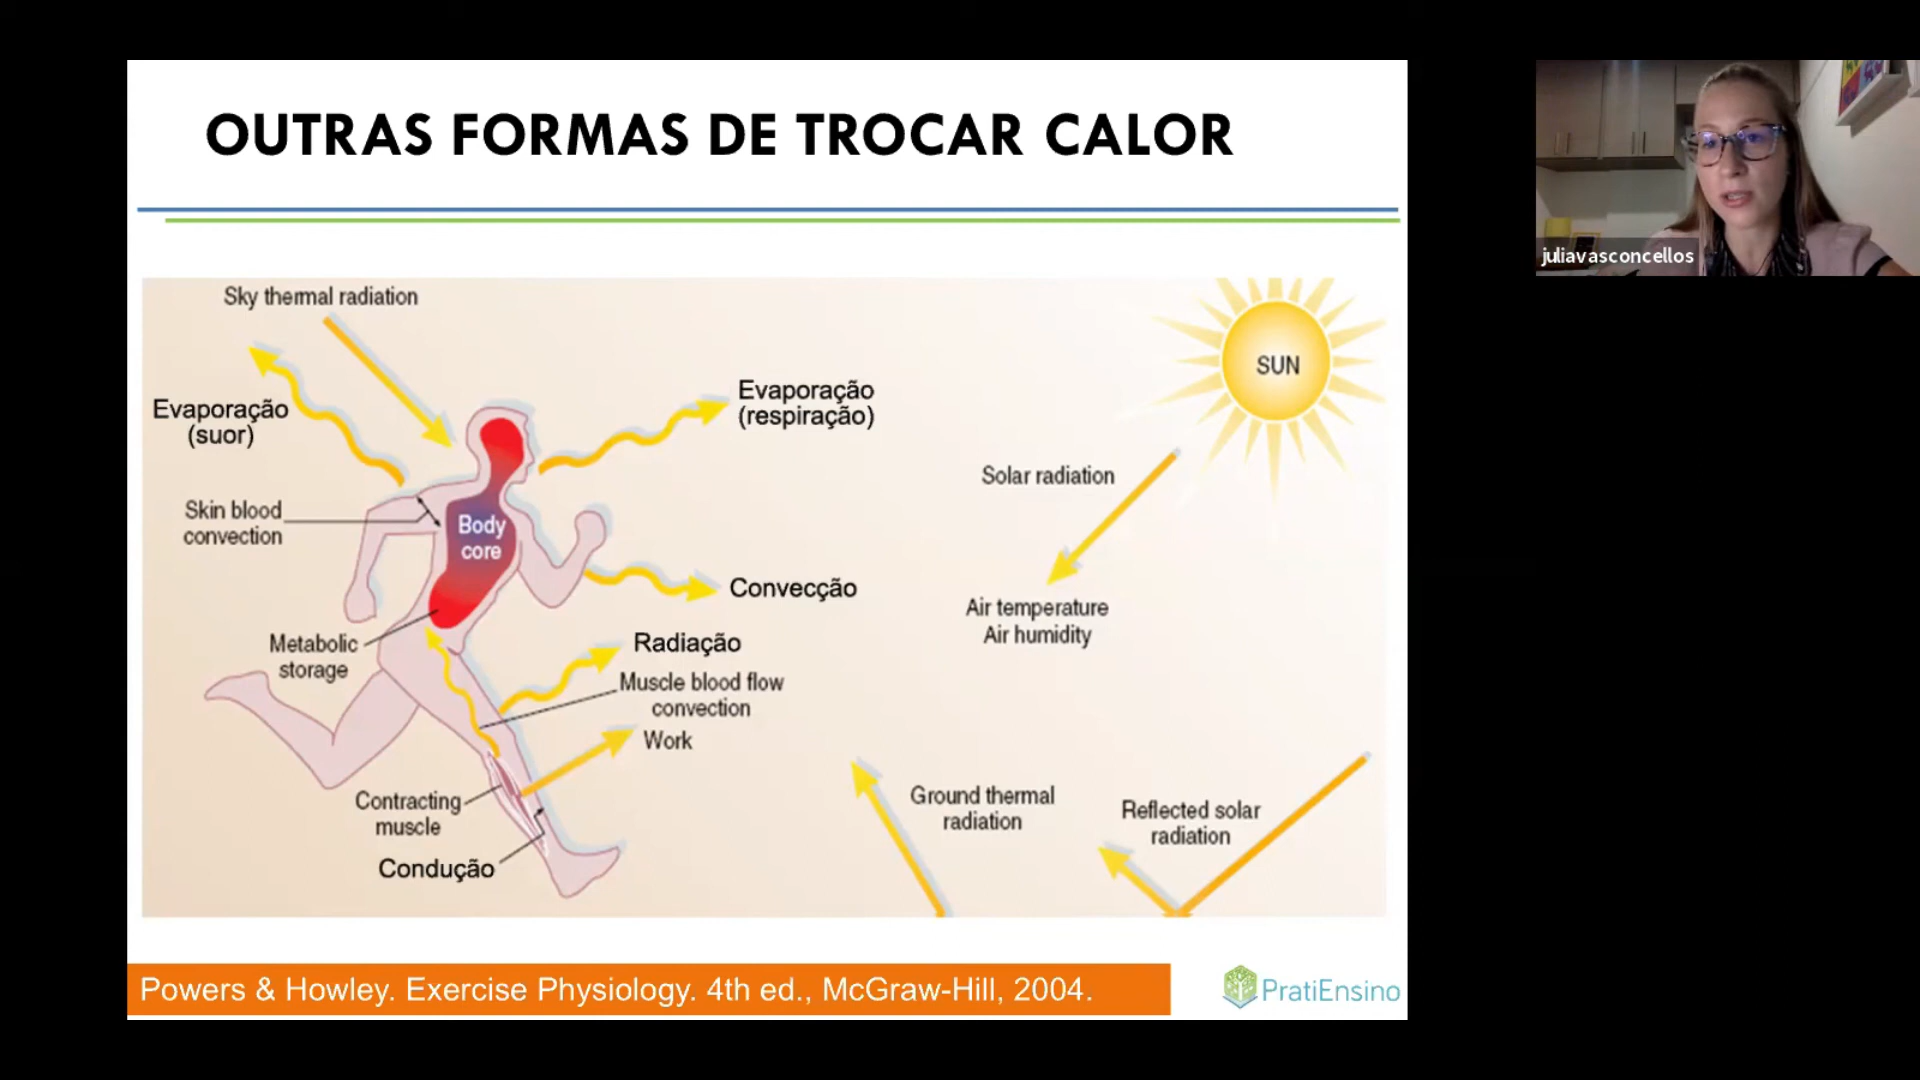 OUTRAS FORMAS DE TROCAR CALOR
juliavasconcellos
Sky thermal radiation
SUN
Evaporação
(suor)
Evaporação
(respiração)
Solar radiation
Skin blood
convection
Body
core
Convecção
Air temperature
Air humidity
Metabolic
storage
Radiação
Muscle blood flow
convection
Work
Contracting
muscle
Ground thermal
radiation
Reflected solar
radiation
Condução
Powers & Howley. Exercise Physiology. 4th ed., McGraw-Hill, 2004.
PratiEnsino